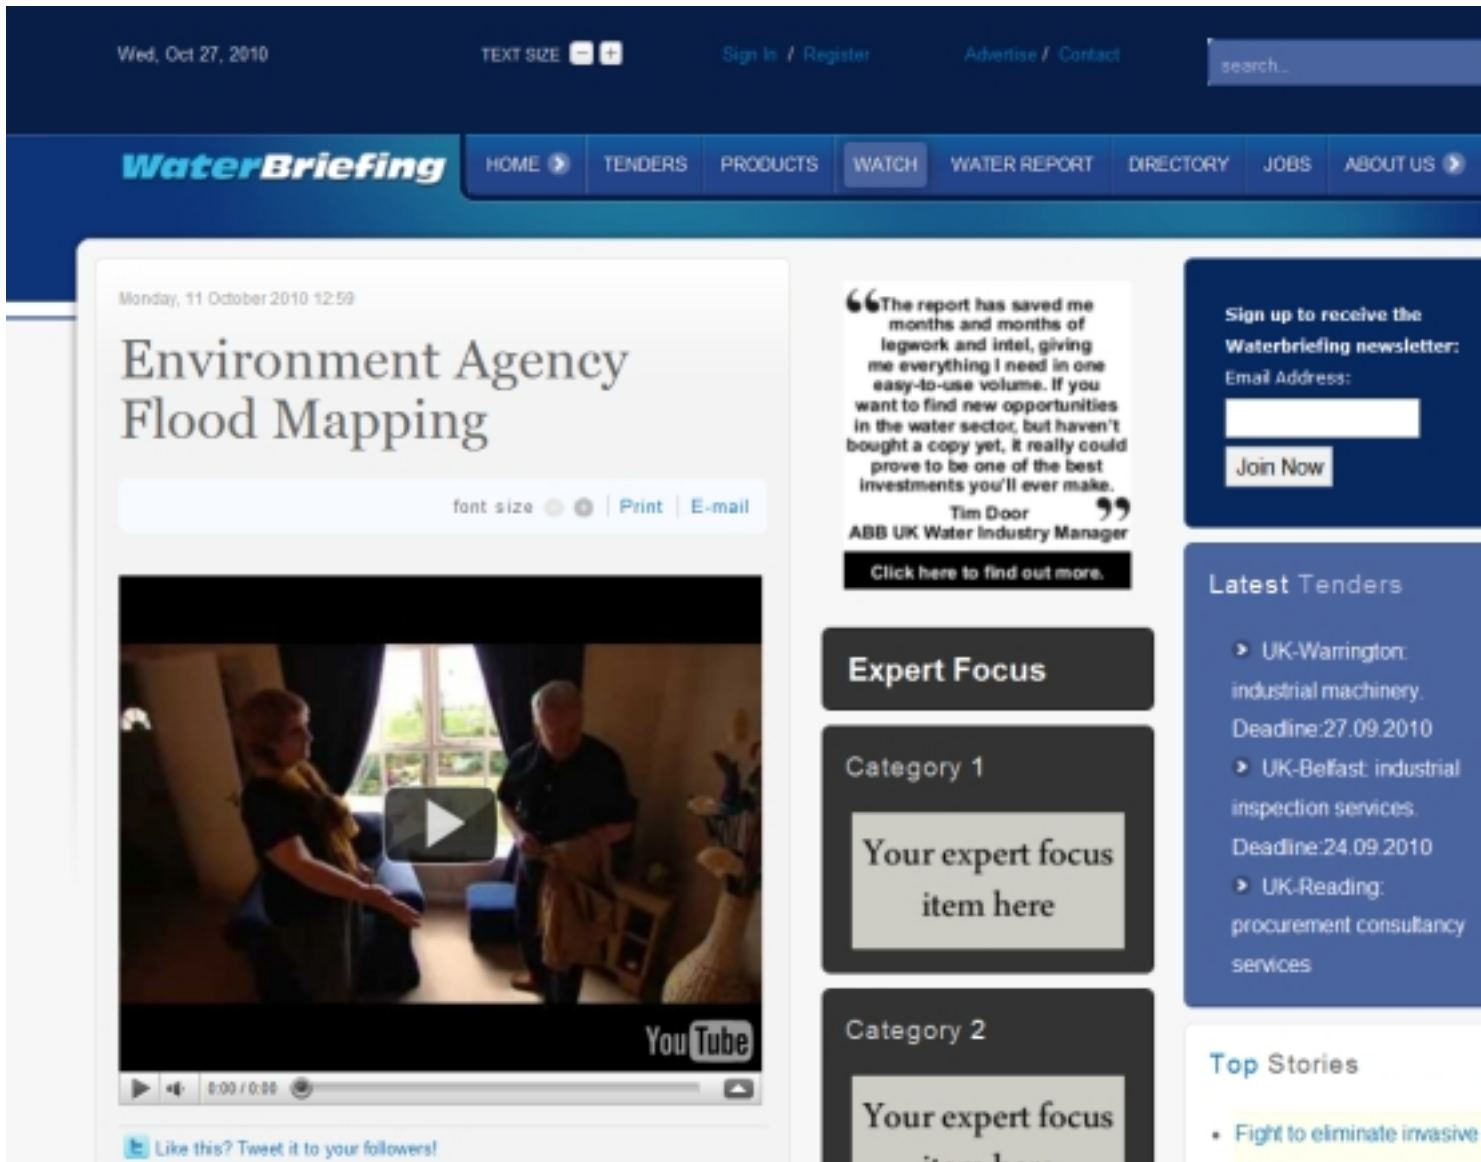 Wed, Oct 27, 2010
TEXT SIZE
Sign In / Register
Advertise / Contact
search...
WaterBriefing
HOME
TENDERS
PRODUCTS
WATCH
WATER REPORT
DIRECTORY
JOBS
ABOUT US
Monday, 11 October 2010 12:59
Environment Agency
Flood Mapping
font size
Print
E-mail
YouTube
0:00 / 0:00
Like this? Tweet it to your followers!
“The report has saved me
months and months of
legwork and intel, giving
me everything I need in one
easy-to-use volume. If you
want to find new opportunities
in the water sector, but haven't
bought a copy yet, it really could
prove to be one of the best
investments you'll ever make.
Tim Door ”
ABB UK Water Industry Manager
Click here to find out more.
Expert Focus
Category 1
Your expert focus
item here
Category 2
Your expert focus
item here
Sign up to receive the
Waterbriefing newsletter:
Email Address:
Join Now
Latest Tenders
UK-Warrington:
industrial machinery.
Deadline:27.09.2010
UK-Belfast: industrial
inspection services.
Deadline:24.09.2010
UK-Reading:
procurement consultancy
services
Top Stories
Fight to eliminate invasive